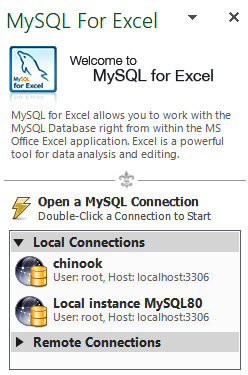 MySQL For Excel
MySQL
for Excel
Welcome to
MySQL for Excel
MySQL for Excel allows you to work with the
MySQL Database right from within the MS
Office Excel application. Excel is a powerful
tool for data analysis and editing.
Open a MySQL Connection
Double-Click a Connection to Start
Local Connections
chinook
User: root, Host: localhost:3306
Local instance MySQL80
User: root, Host: localhost:3306
Remote Connections